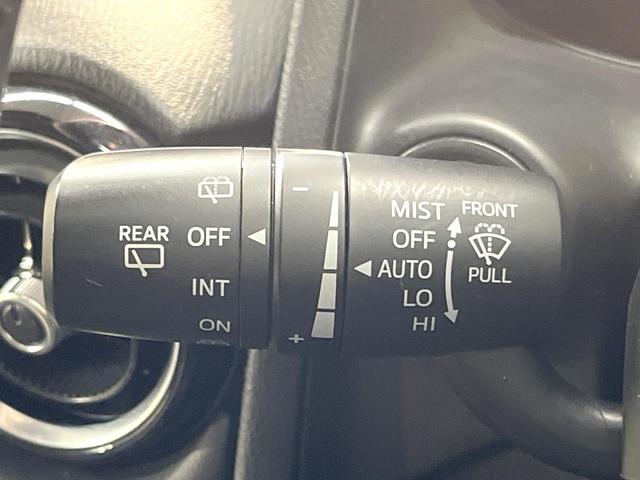 REAR
OFF
INT
ON
−
+
MIST
OFF
AUTO
LO
HI
FRONT
PULL